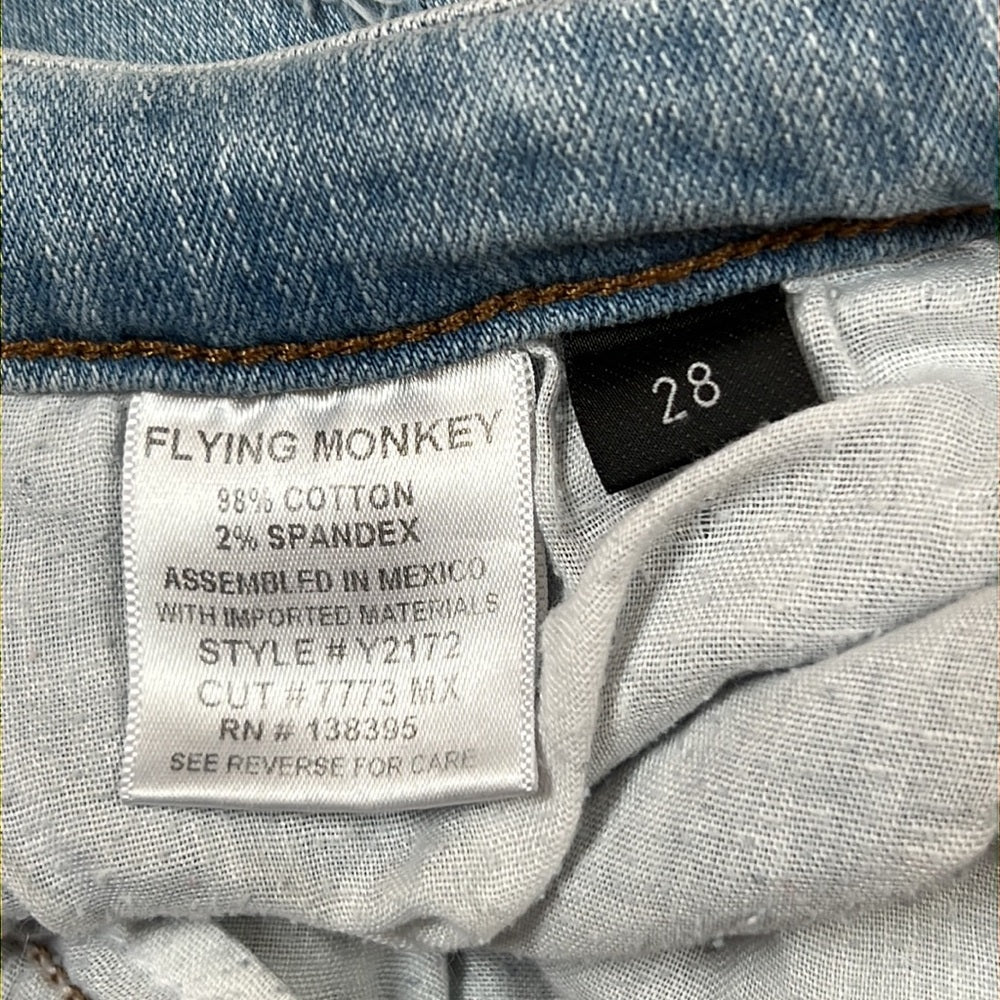 FLYING MONKEY
98% COTTON
2% SPANDEX
ASSEMBLED IN MEXICO
WITH IMPORTED MATERIALS
STYLE # Y2172
CUT # 7773 MX
RN # 138395
SEE REVERSE FOR CARE
28